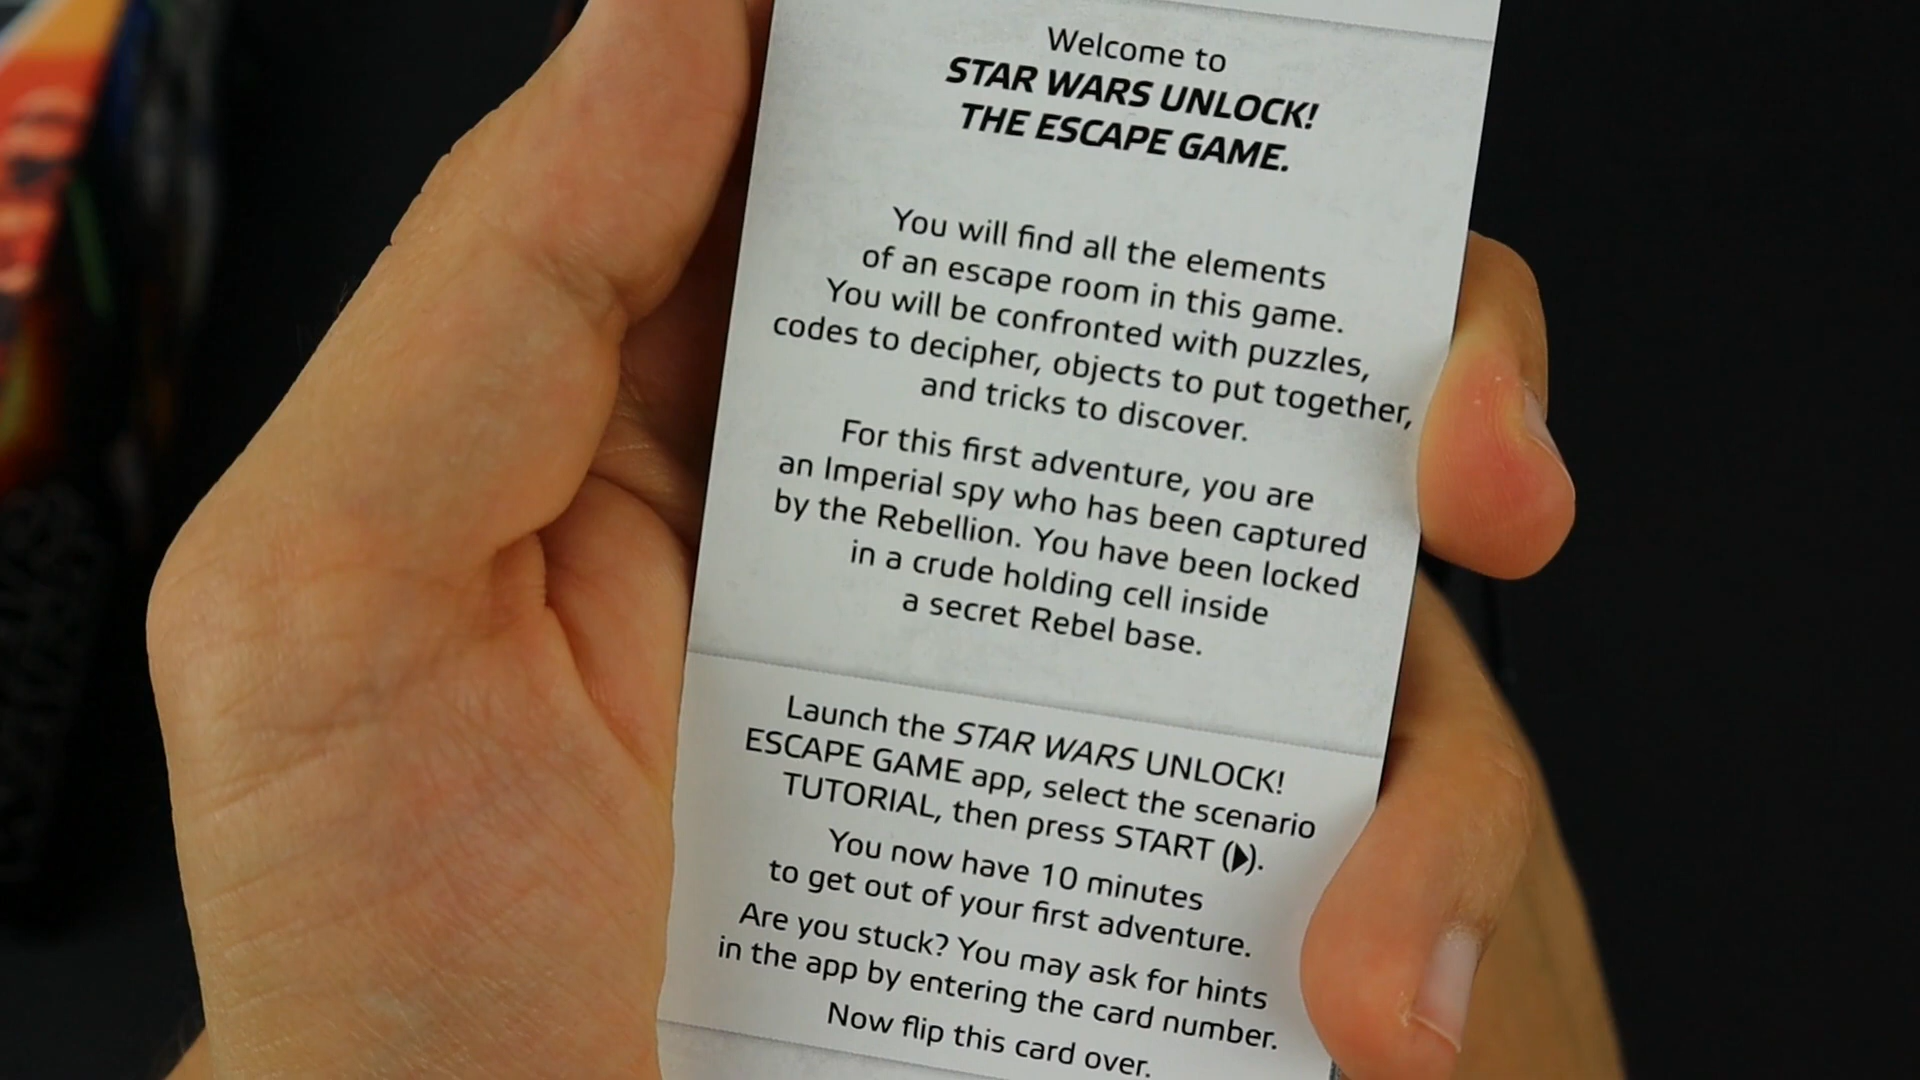 Welcome to
STAR WARS UNLOCK!
THE ESCAPE GAME.
You will find all the elements
of an escape room in this game.
You will be confronted with puzzles,
codes to decipher, objects to put together,
and tricks to discover.
For this first adventure, you are
an Imperial spy who has been captured
by the Rebellion. You have been locked
in a crude holding cell inside
a secret Rebel base.
Launch the STAR WARS UNLOCK!
ESCAPE GAME app, select the scenario
TUTORIAL, then press START (▶).
You now have 10 minutes
to get out of your first adventure.
Are you stuck? You may ask for hints
in the app by entering the card number.
Now flip this card over.